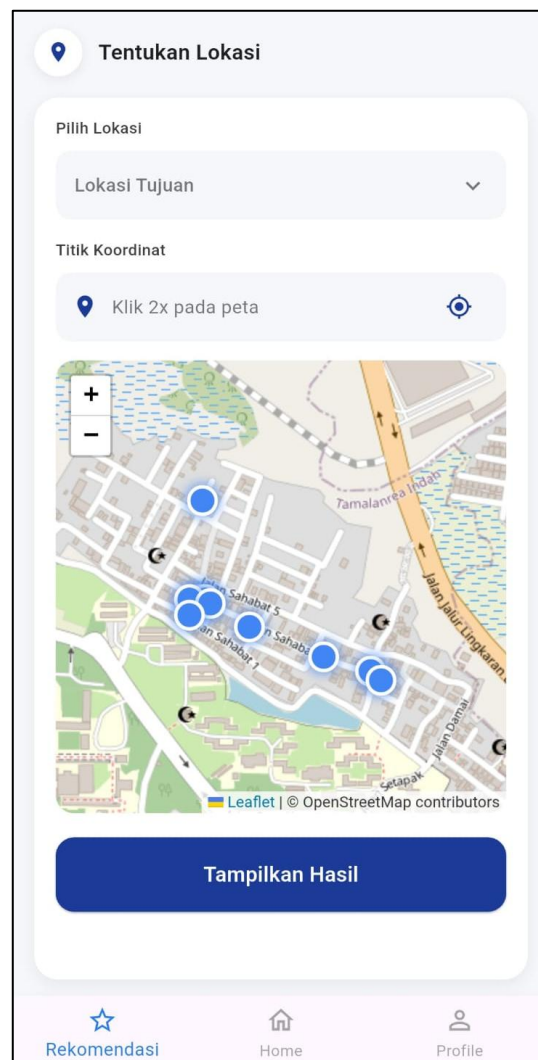 Tentukan Lokasi
Pilih Lokasi
Lokasi Tujuan
Titik Koordinat
Klik 2x pada peta
+
−
Tamalanrea Indah
Jalan Sahabat 5
Jalan Jalur Lingkaran
Sahabat 1
Jalan Damai
Setapak
Leaflet | © OpenStreetMap contributors
Tampilkan Hasil
Rekomendasi
Home
Profile